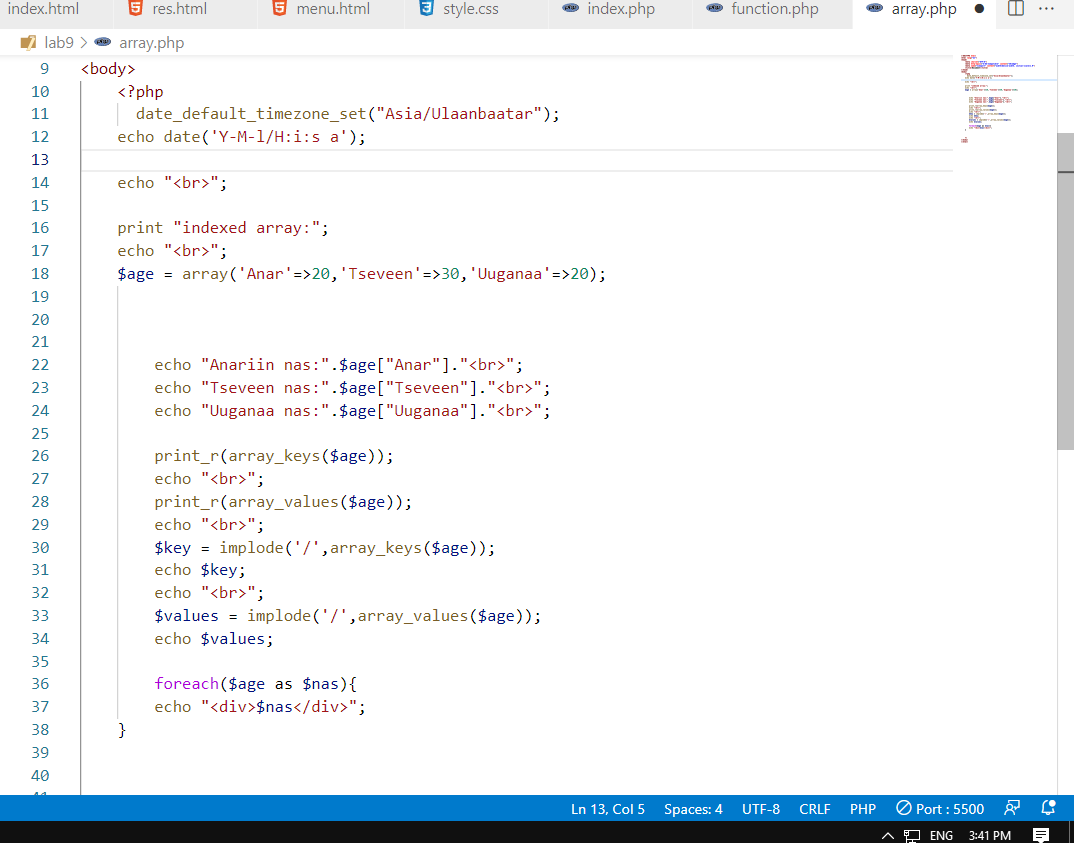 index.html res.html menu.html style.css index.php function.php array.php ● ···
lab9 > array.php
9 <body>
10 <?php
11 date_default_timezone_set("Asia/Ulaanbaatar");
12 echo date('Y-M-l/H:i:s a');
13
14 echo "<br>";
15
16 print "indexed array:";
17 echo "<br>";
18 $age = array('Anar'=>20,'Tseveen'=>30,'Uuganaa'=>20);
19
20
21
22 echo "Anariin nas:".$age["Anar"]."<br>";
23 echo "Tseveen nas:".$age["Tseveen"]."<br>";
24 echo "Uuganaa nas:".$age["Uuganaa"]."<br>";
25
26 print_r(array_keys($age));
27 echo "<br>";
28 print_r(array_values($age));
29 echo "<br>";
30 $key = implode('/',array_keys($age));
31 echo $key;
32 echo "<br>";
33 $values = implode('/',array_values($age));
34 echo $values;
35
36 foreach($age as $nas){
37 echo "<div>$nas</div>";
38 }
39
40
Ln 13, Col 5 Spaces: 4 UTF-8 CRLF PHP Port : 5500
ENG 3:41 PM